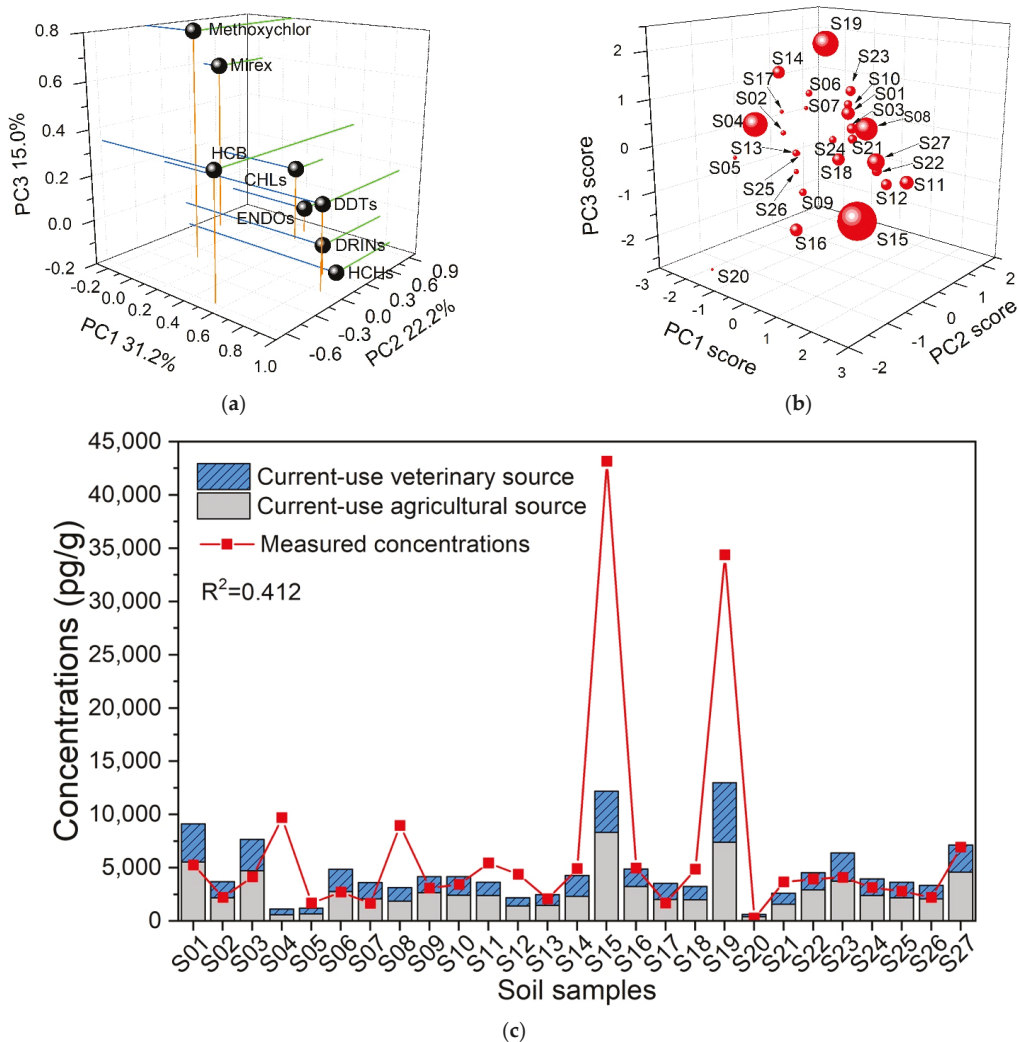 0.8
0.6
0.4
0.2
0.0
-0.2
PC3 15.0%
Methoxychlor
Mirex
HCB
CHLs
DDTs
ENDOs
DRINs
HCHs
-0.2
0.0
0.2
0.4
0.6
0.8
1.0
PC1 31.2%
-0.6
-0.3
0.0
0.3
0.6
0.9
PC2 22.2%
(a)
2
1
0
-1
-2
PC3 score
S19
S14
S23
S17
S06
S10
S02
S07
S01
S04
S03
S08
S13
S24
S21
S27
S05
S18
S22
S25
S12
S11
S26
S09
S16
S15
S20
-3
-2
-1
0
1
2
3
PC1 score
-2
-1
0
1
2
PC2 score
(b)
45,000
40,000
35,000
30,000
25,000
20,000
15,000
10,000
5,000
0
Concentrations (pg/g)
Current-use veterinary source
Current-use agricultural source
Measured concentrations
R²=0.412
S01 S02 S03 S04 S05 S06 S07 S08 S09 S10 S11 S12 S13 S14 S15 S16 S17 S18 S19 S20 S21 S22 S23 S24 S25 S26 S27
Soil samples
(c)